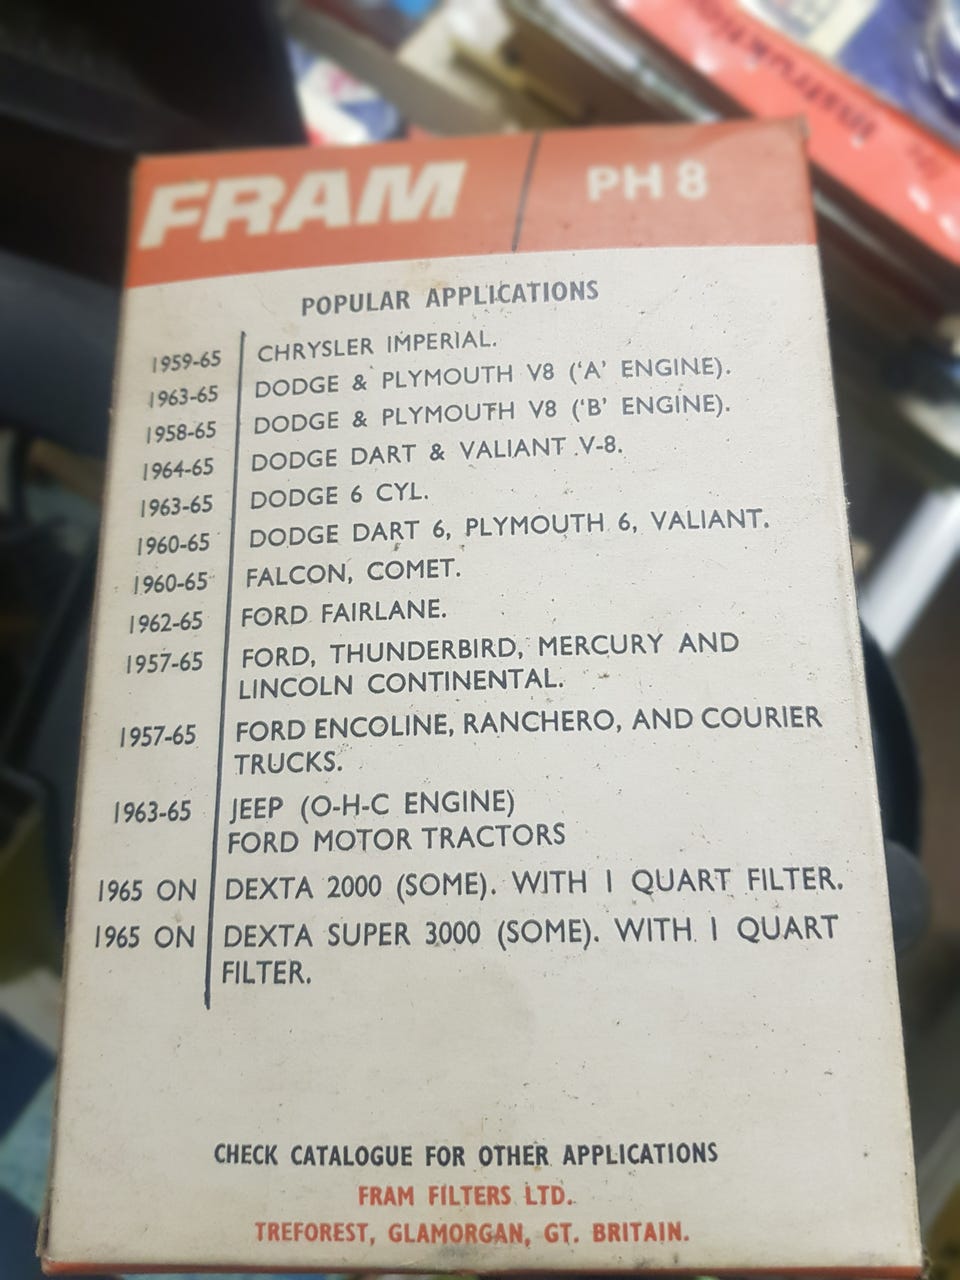 FRAM PH 8
POPULAR APPLICATIONS
1959-65 CHRYSLER IMPERIAL.
1963-65 DODGE & PLYMOUTH V8 ('A' ENGINE).
1958-65 DODGE & PLYMOUTH V8 ('B' ENGINE).
1964-65 DODGE DART & VALIANT V-8.
1963-65 DODGE 6 CYL.
1960-65 DODGE DART 6, PLYMOUTH 6, VALIANT.
1960-65 FALCON, COMET.
1962-65 FORD FAIRLANE.
1957-65 FORD, THUNDERBIRD, MERCURY AND
LINCOLN CONTINENTAL.
1957-65 FORD ENCOLINE, RANCHERO, AND COURIER
TRUCKS.
1963-65 JEEP (O-H-C ENGINE)
FORD MOTOR TRACTORS
1965 ON DEXTA 2000 (SOME). WITH 1 QUART FILTER.
1965 ON DEXTA SUPER 3000 (SOME). WITH 1 QUART
FILTER.
CHECK CATALOGUE FOR OTHER APPLICATIONS
FRAM FILTERS LTD.
TREFOREST, GLAMORGAN, GT. BRITAIN.